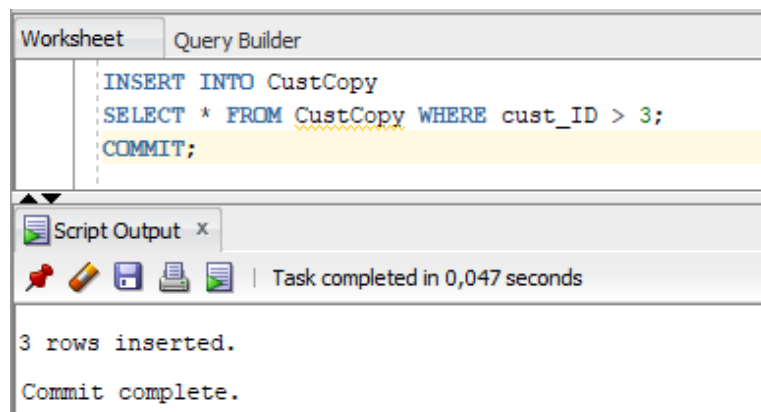 Worksheet Query Builder
INSERT INTO CustCopy
SELECT * FROM CustCopy WHERE cust_ID > 3;
COMMIT;
Script Output x
Task completed in 0,047 seconds
3 rows inserted.
Commit complete.